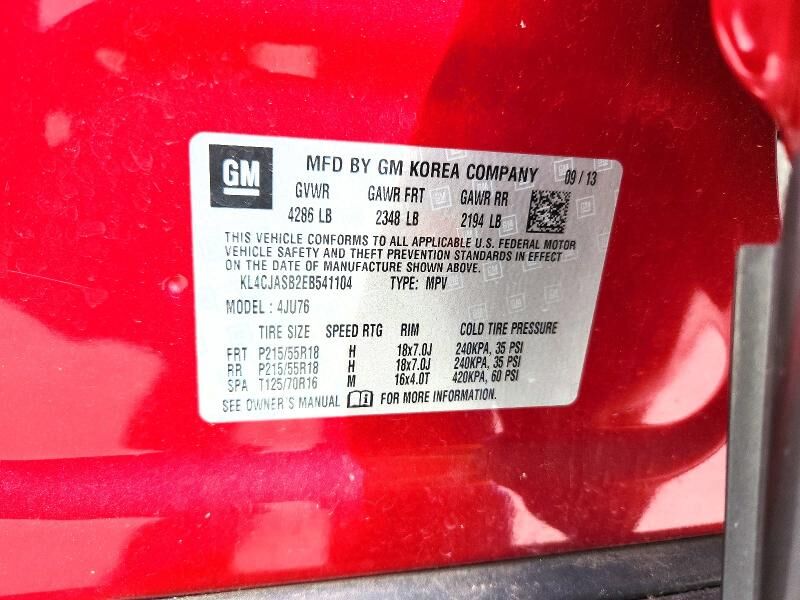 GM
MFD BY GM KOREA COMPANY 09 / 13
GVWR GAWR FRT GAWR RR
4286 LB 2348 LB 2194 LB
THIS VEHICLE CONFORMS TO ALL APPLICABLE U.S. FEDERAL MOTOR
VEHICLE SAFETY AND THEFT PREVENTION STANDARDS IN EFFECT
ON THE DATE OF MANUFACTURE SHOWN ABOVE.
KL4CJASB2EB541104 TYPE: MPV
MODEL : 4JU76
TIRE SIZE SPEED RTG RIM COLD TIRE PRESSURE
FRT P215/55R18 H 18x7.0J 240KPA, 35 PSI
RR P215/55R18 H 18x7.0J 240KPA, 35 PSI
SPA T125/70R16 M 16x4.0T 420KPA, 60 PSI
SEE OWNER'S MANUAL FOR MORE INFORMATION.